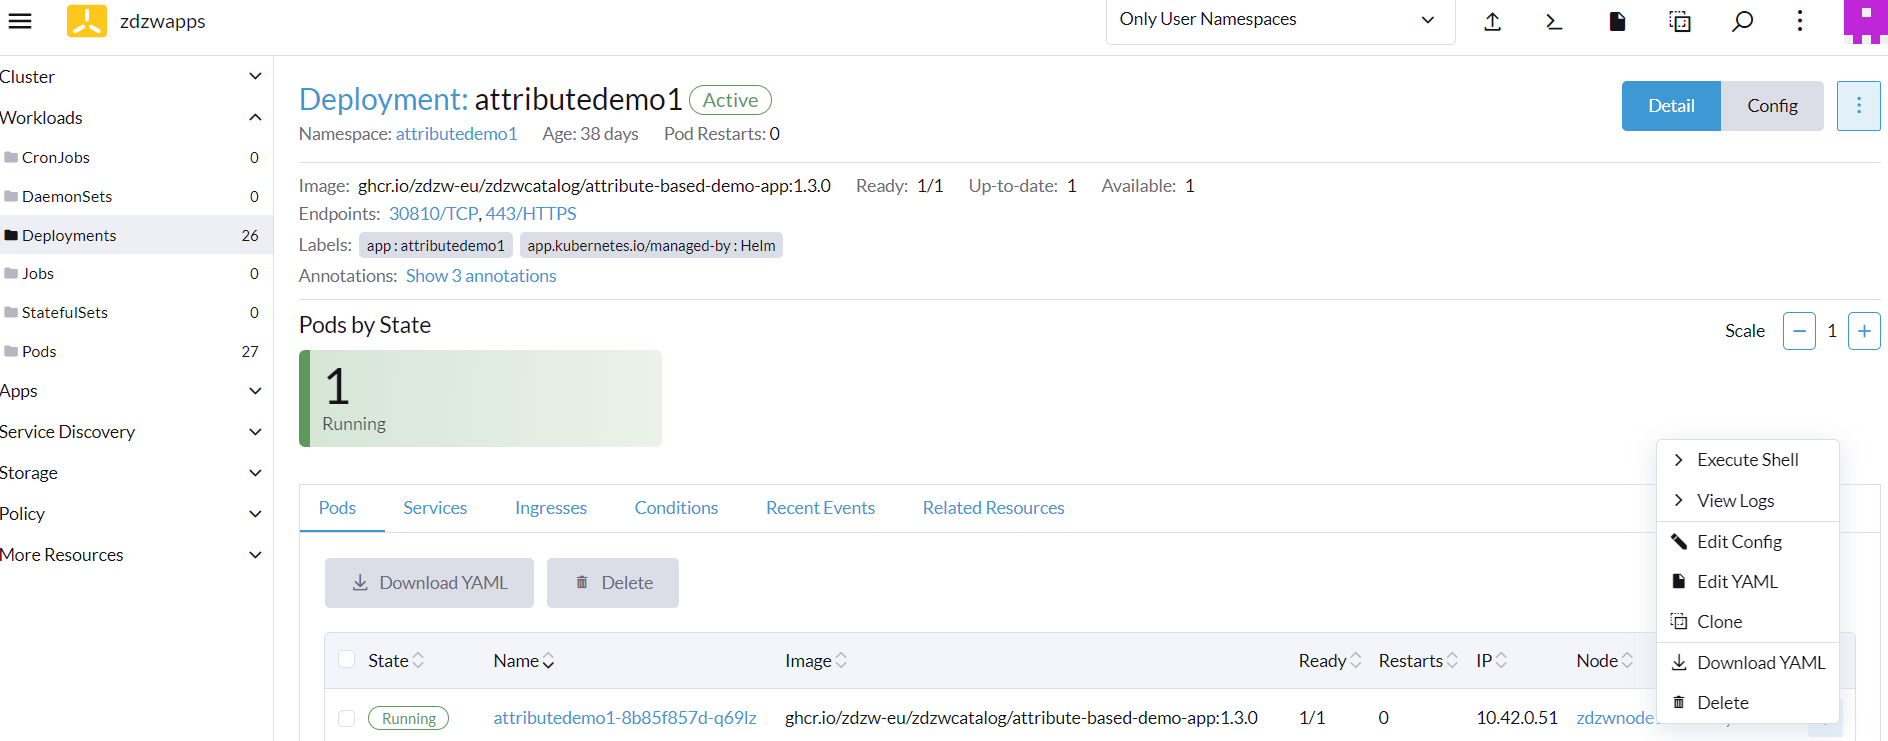 zdzwapps
Only User Namespaces
Cluster
Workloads
CronJobs 0
DaemonSets 0
Deployments 26
Jobs 0
StatefulSets 0
Pods 27
Apps
Service Discovery
Storage
Policy
More Resources
Deployment: attributedemo1 Active
Detail Config
Namespace: attributedemo1 Age: 38 days Pod Restarts: 0
Image: ghcr.io/zdzw-eu/zdzwcatalog/attribute-based-demo-app:1.3.0 Ready: 1/1 Up-to-date: 1 Available: 1
Endpoints: 30810/TCP, 443/HTTPS
Labels: app : attributedemo1 app.kubernetes.io/managed-by : Helm
Annotations: Show 3 annotations
Pods by State
Scale − 1 +
1
Running
Pods Services Ingresses Conditions Recent Events Related Resources
Download YAML Delete
State Name Image Ready Restarts IP Node
Running attributedemo1-8b85f857d-q69lz ghcr.io/zdzw-eu/zdzwcatalog/attribute-based-demo-app:1.3.0 1/1 0 10.42.0.51
Execute Shell
View Logs
Edit Config
Edit YAML
Clone
Download YAML
Delete